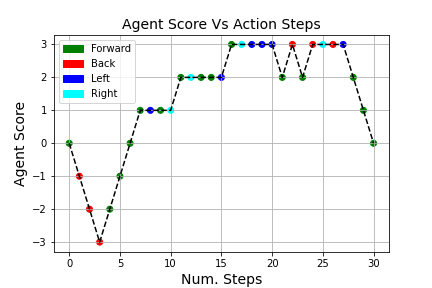 Agent Score Vs Action Steps
3
2
1
0
−1
−2
−3
Agent Score
Forward
Back
Left
Right
0 5 10 15 20 25 30
Num. Steps